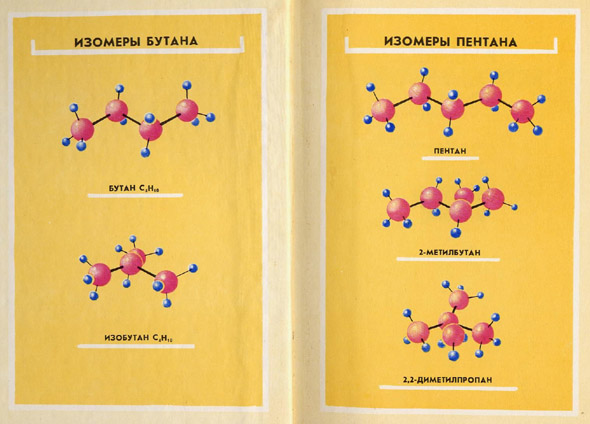 ИЗОМЕРЫ БУТАНА
БУТАН C₄H₁₀
ИЗОБУТАН C₄H₁₀
ИЗОМЕРЫ ПЕНТАНА
ПЕНТАН
2-МЕТИЛБУТАН
2,2-ДИМЕТИЛПРОПАН